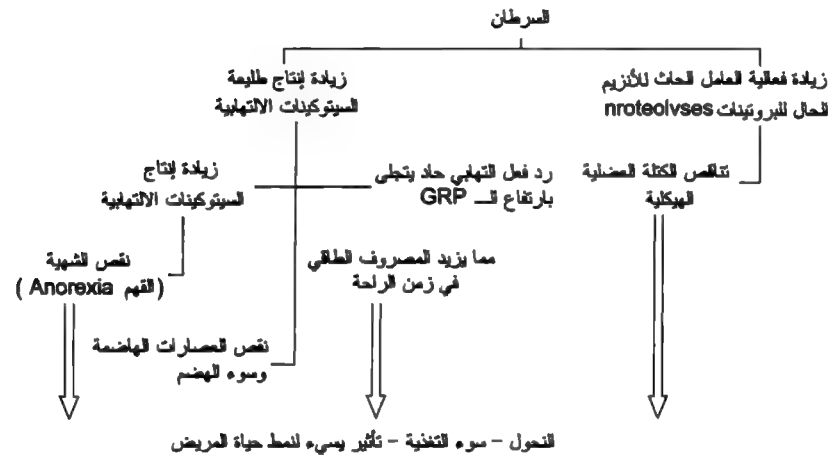 السرطان
زيادة فعالية العامل الحاث للأنزيم
الحال للبروتينات nroteolvses
زيادة إنتاج طليعة
السيتوكينات الالتهابية
تناقص الكتلة العضلية
الهيكلية
رد فعل التهابي حاد يتجلى
بارتفاع الـــ GRP
زيادة إنتاج
السيتوكينات الالتهابية
مما يزيد المصروف الطاقي
في زمن الراحة
نقص الشهية
(القهم Anorexia )
نقص العصارات الهاضمة
وسوء الهضم
النحول – سوء التغذية – تأثير يسيء لنمط حياة المريض